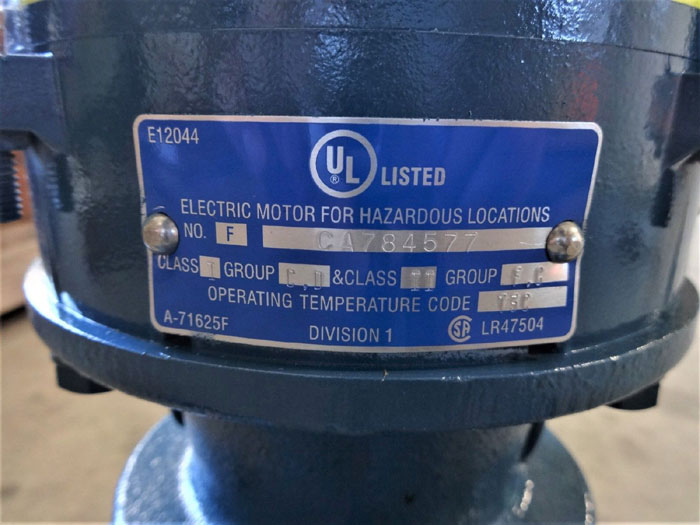 E12044
UL
® LISTED
ELECTRIC MOTOR FOR HAZARDOUS LOCATIONS
NO. F CA784577
CLASS I GROUP C,D & CLASS II GROUP
OPERATING TEMPERATURE CODE
A-71625F DIVISION 1 SA LR47504